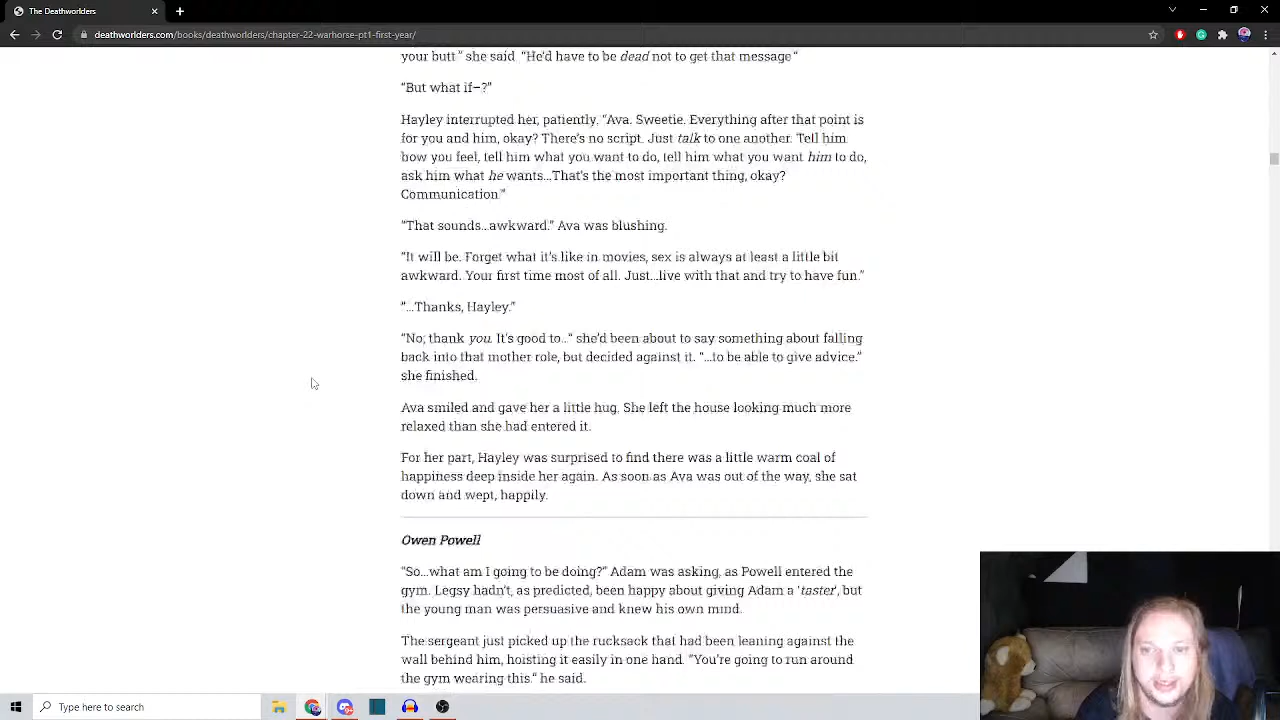 The Deathworlders
deathworlders.com/books/deathworlders/chapter-22-warhorse-pt1-first-year/
your butt" she said "He'd have to be dead not to get that message"
"But what if–?"
Hayley interrupted her, patiently. "Ava. Sweetie. Everything after that point is
for you and him, okay? There's no script. Just talk to one another. Tell him
how you feel, tell him what you want to do, tell him what you want him to do,
ask him what he wants...That's the most important thing, okay?
Communication."
"That sounds...awkward." Ava was blushing.
"It will be. Forget what it's like in movies, sex is always at least a little bit
awkward. Your first time most of all. Just...live with that and try to have fun."
"...Thanks, Hayley."
"No, thank you. It's good to..." she'd been about to say something about falling
back into that mother role, but decided against it. "...to be able to give advice."
she finished.
Ava smiled and gave her a little hug. She left the house looking much more
relaxed than she had entered it.
For her part, Hayley was surprised to find there was a little warm coal of
happiness deep inside her again. As soon as Ava was out of the way, she sat
down and wept, happily.
Owen Powell
"So...what am I going to be doing?" Adam was asking, as Powell entered the
gym. Legsy hadn't, as predicted, been happy about giving Adam a 'taster', but
the young man was persuasive and knew his own mind.
The sergeant just picked up the rucksack that had been leaning against the
wall behind him, hoisting it easily in one hand. "You're going to run around
the gym wearing this." he said.
Type here to search